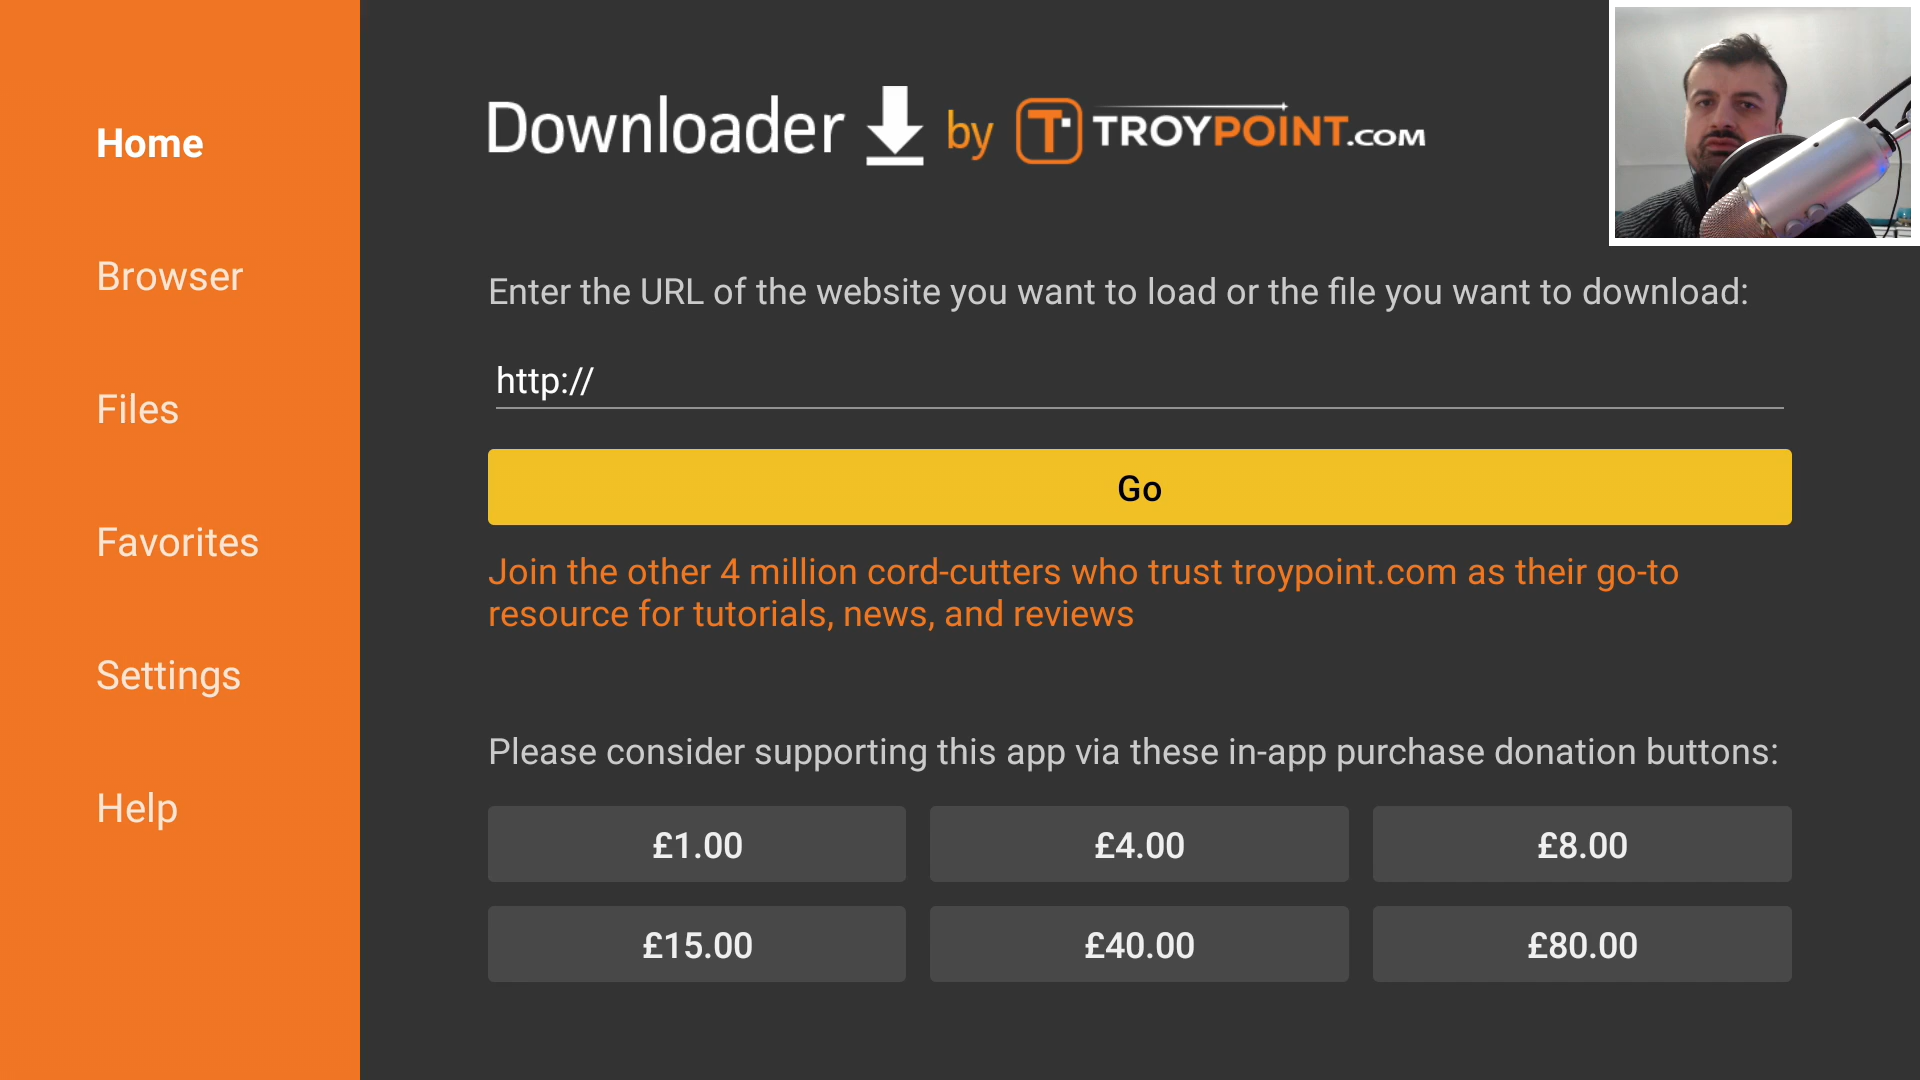 Home
Browser
Files
Favorites
Settings
Help
Downloader by T TROYPOINT.COM
Enter the URL of the website you want to load or the file you want to download:
http://
Go
Join the other 4 million cord-cutters who trust troypoint.com as their go-to
resource for tutorials, news, and reviews
Please consider supporting this app via these in-app purchase donation buttons:
£1.00 £4.00 £8.00
£15.00 £40.00 £80.00